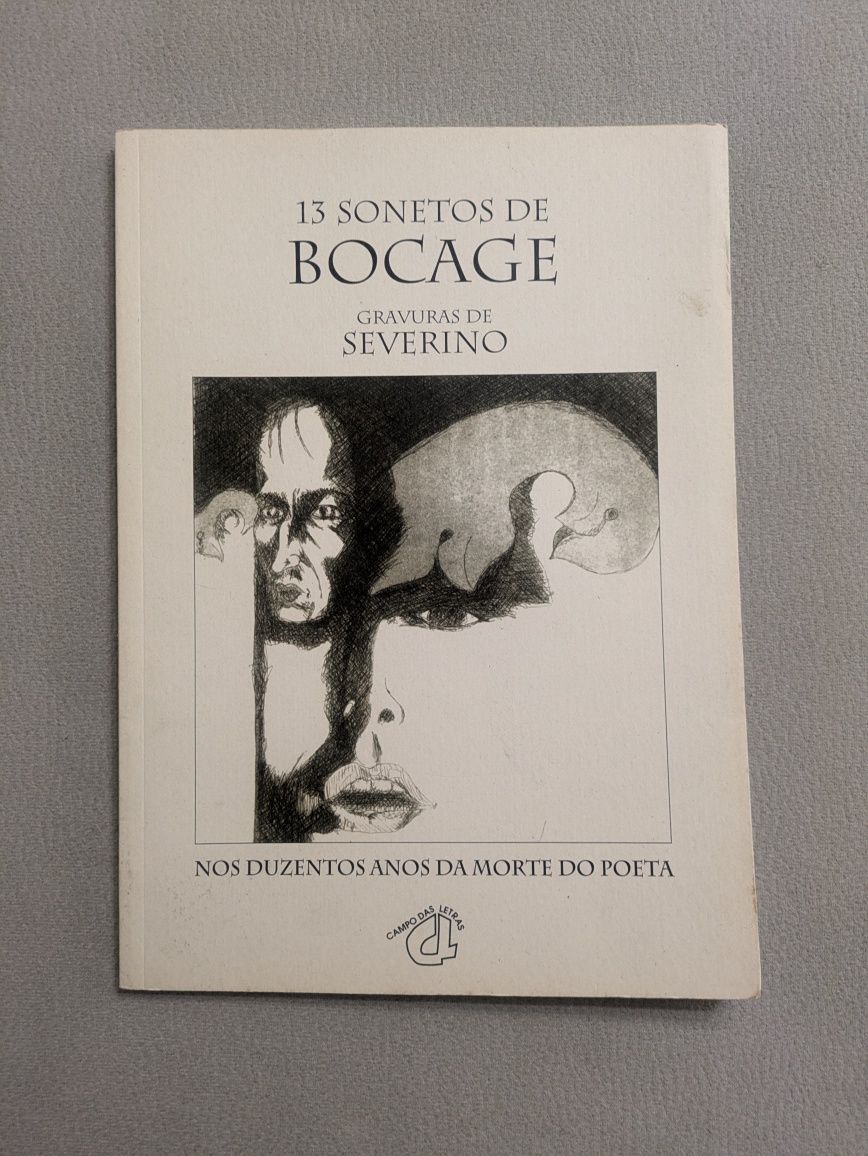 13 SONETOS DE
BOCAGE
GRAVURAS DE
SEVERINO
NOS DUZENTOS ANOS DA MORTE DO POETA
CAMPO DAS LETRAS